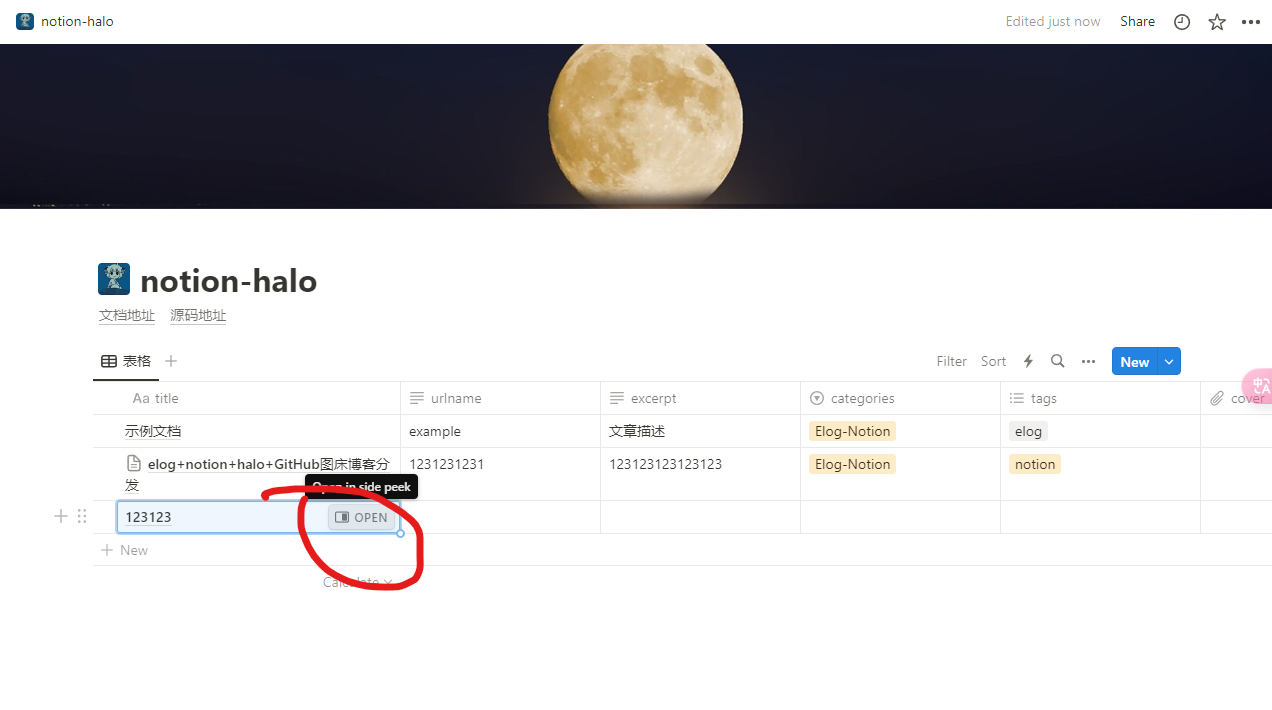 notion-halo
Edited just now Share
notion-halo
文档地址 源码地址
表格
Filter Sort New
Aa title urlname excerpt categories tags cover
示例文档 example 文章描述 Elog-Notion elog
elog+notion+halo+GitHub图床博客分 1231231231 123123123123123 Elog-Notion notion
发
Open in side peek
123123 OPEN
New
Calculate